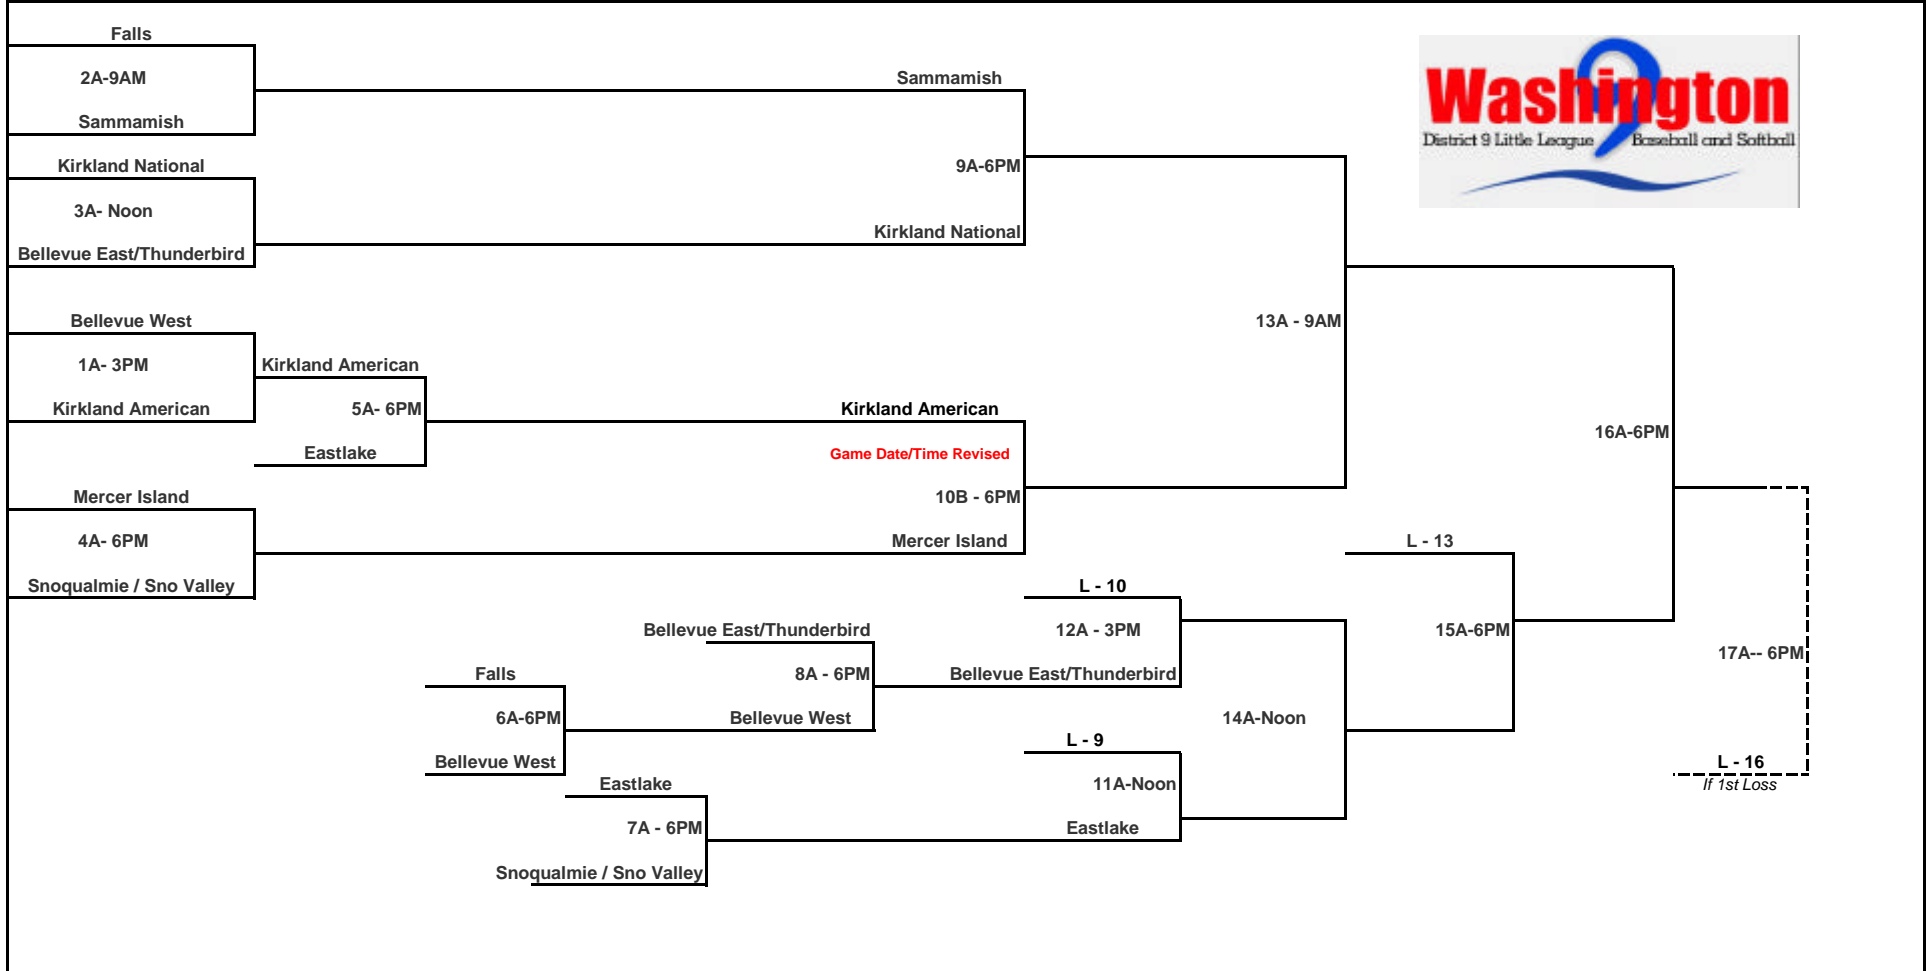 Falls
2A-9AM
Sammamish
Sammamish
Washington
9
District 9 Little League Baseball and Softball
Kirkland National
9A-6PM
3A- Noon
Kirkland National
Bellevue East/Thunderbird
Bellevue West
13A - 9AM
1A- 3PM
Kirkland American
Kirkland American
5A- 6PM
Kirkland American
16A-6PM
Eastlake
Game Date/Time Revised
Mercer Island
10B - 6PM
4A- 6PM
Mercer Island
L - 13
Snoqualmie / Sno Valley
L - 10
Bellevue East/Thunderbird
12A - 3PM
15A-6PM
17A-- 6PM
Falls
8A - 6PM
Bellevue East/Thunderbird
6A-6PM
Bellevue West
14A-Noon
L - 9
Bellevue West
L - 16
Eastlake
11A-Noon
If 1st Loss
7A - 6PM
Eastlake
Snoqualmie / Sno Valley